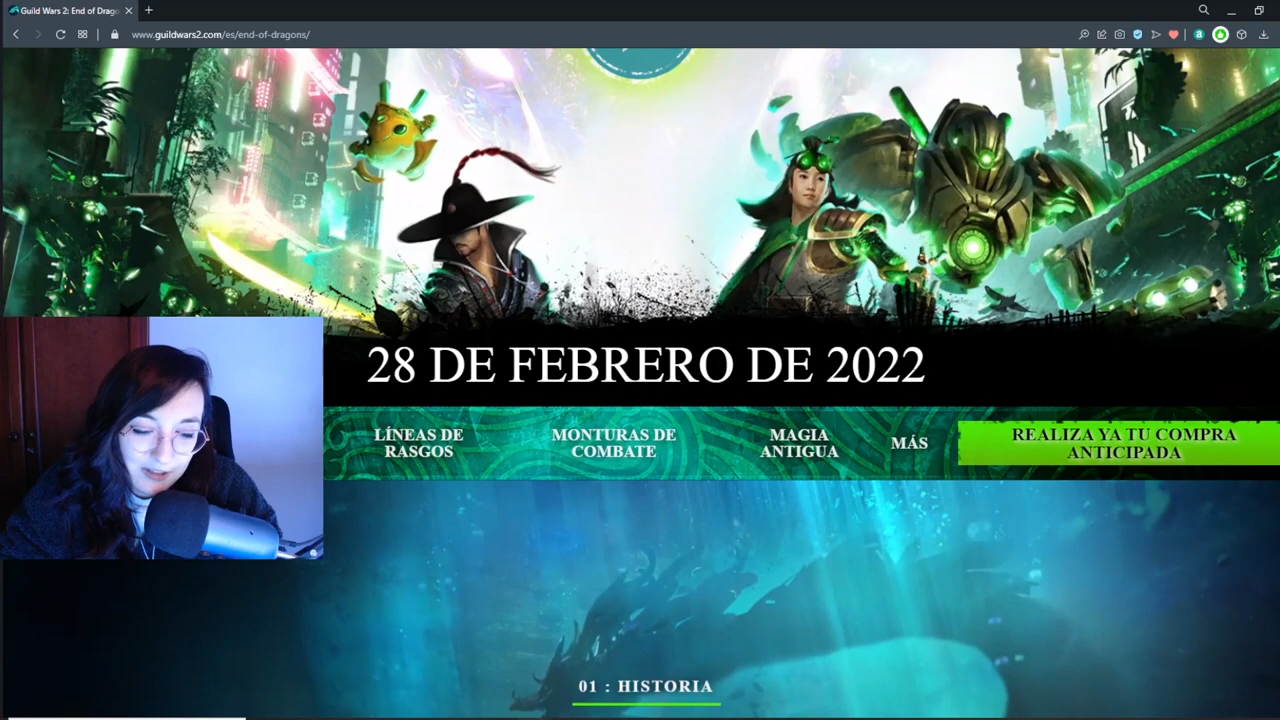 Guild Wars 2: End of Drago
www.guildwars2.com/es/end-of-dragons/
28 DE FEBRERO DE 2022
LÍNEAS DE
RASGOS
MONTURAS DE
COMBATE
MAGIA
ANTIGUA
MÁS
REALIZA YA TU COMPRA
ANTICIPADA
01 : HISTORIA